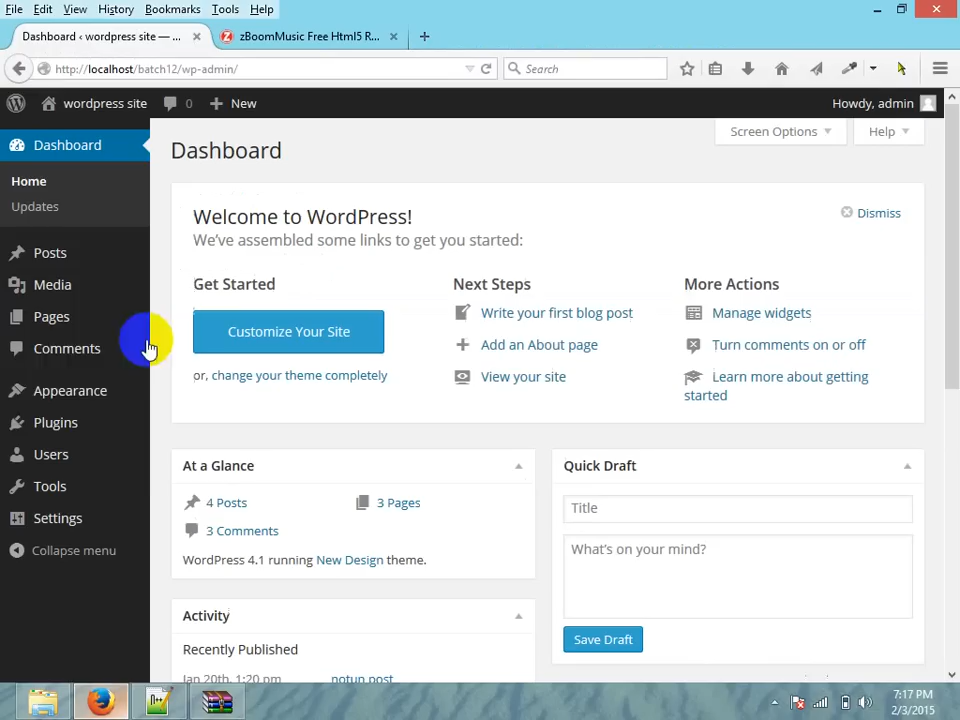 File Edit View History Bookmarks Tools Help
Dashboard ‹ wordpress site — ...
zBoomMusic Free Html5 R...
http://localhost/batch12/wp-admin/
Search
wordpress site 0 New
Howdy, admin
Dashboard
Home
Updates
Posts
Media
Pages
Comments
Appearance
Plugins
Users
Tools
Settings
Collapse menu
Screen Options Help
Dashboard
Welcome to WordPress!
Dismiss
We've assembled some links to get you started:
Get Started
Customize Your Site
or, change your theme completely
Next Steps
Write your first blog post
Add an About page
View your site
More Actions
Manage widgets
Turn comments on or off
Learn more about getting
started
At a Glance
4 Posts 3 Pages
3 Comments
WordPress 4.1 running New Design theme.
Activity
Recently Published
Jan 20th, 1:30 am notun post
Quick Draft
Title
What's on your mind?
Save Draft
7:17 PM
2/3/2015